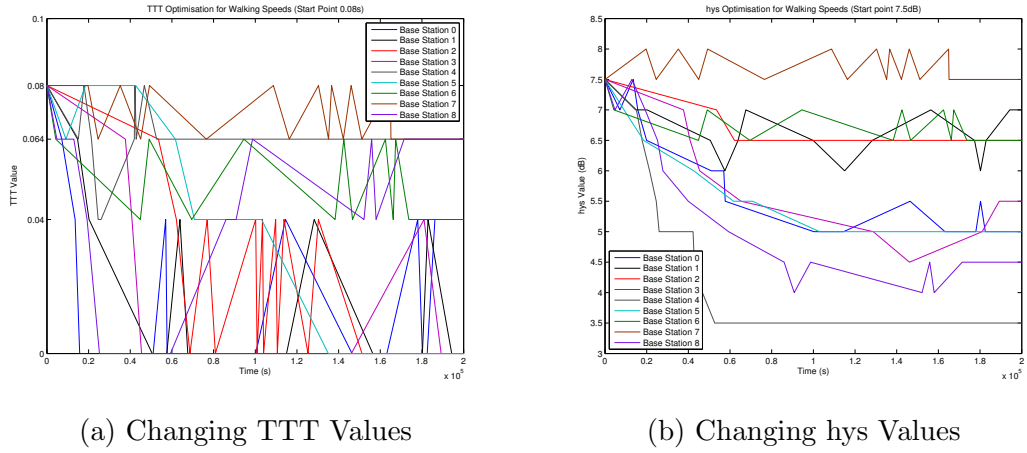 TTT Optimisation for Walking Speeds (Start Point 0.08s)
0.1
0.08
0.064
0.04
0
TTT Value
Base Station 0
Base Station 1
Base Station 2
Base Station 3
Base Station 4
Base Station 5
Base Station 6
Base Station 7
Base Station 8
0 0.2 0.4 0.6 0.8 1 1.2 1.4 1.6 1.8 2
Time (s)
x 10^5
hys Optimisation for Walking Speeds (Start point 7.5dB)
8.5
8
7.5
7
6.5
6
5.5
5
4.5
4
3.5
3
hys Value (dB)
Base Station 0
Base Station 1
Base Station 2
Base Station 3
Base Station 4
Base Station 5
Base Station 6
Base Station 7
Base Station 8
0 0.2 0.4 0.6 0.8 1 1.2 1.4 1.6 1.8 2
Time (s)
x 10^5
(a) Changing TTT Values
(b) Changing hys Values